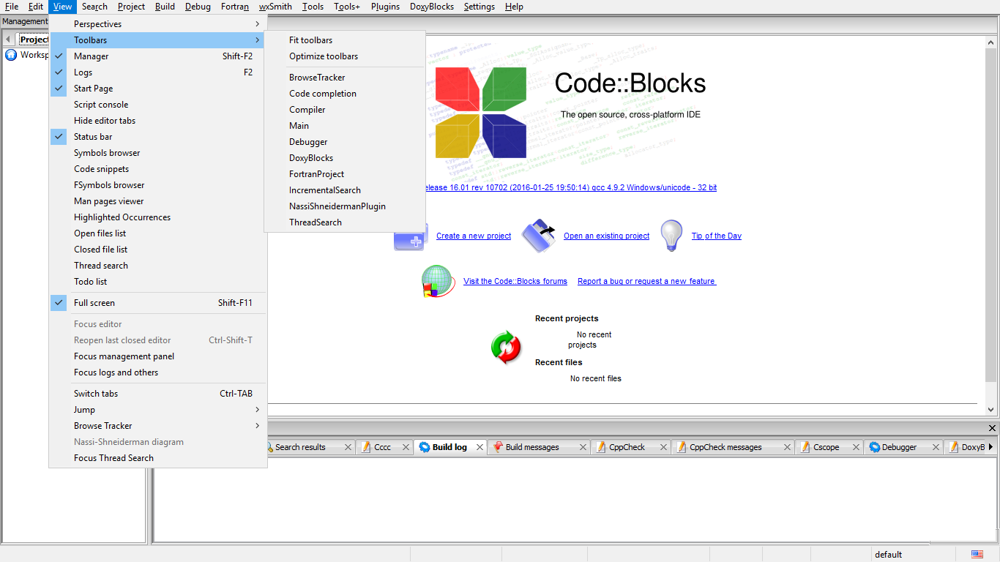 File Edit View Search Project Build Debug Fortran wxSmith Tools Tools+ Plugins DoxyBlocks Settings Help
Management
Project
Worksp
Perspectives
Toolbars
Manager Shift-F2
Logs F2
Start Page
Script console
Hide editor tabs
Status bar
Symbols browser
Code snippets
FSymbols browser
Man pages viewer
Highlighted Occurrences
Open files list
Closed file list
Thread search
Todo list
Full screen Shift-F11
Focus editor
Reopen last closed editor Ctrl-Shift-T
Focus management panel
Focus logs and others
Switch tabs Ctrl-TAB
Jump
Browse Tracker
Nassi-Shneiderman diagram
Focus Thread Search
Fit toolbars
Optimize toolbars
BrowseTracker
Code completion
Compiler
Main
Debugger
DoxyBlocks
FortranProject
IncrementalSearch
NassiShneidermanPlugin
ThreadSearch
Code::Blocks
The open source, cross-platform IDE
elease 16.01 rev 10702 (2016-01-25 19:50:14) gcc 4.9.2 Windows/unicode - 32 bit
Create a new project Open an existing project Tip of the Day
Visit the Code::Blocks forums Report a bug or request a new feature
Recent projects
No recent
projects
Recent files
No recent files
Search results Cccc Build log Build messages CppCheck CppCheck messages Cscope Debugger DoxyB
default